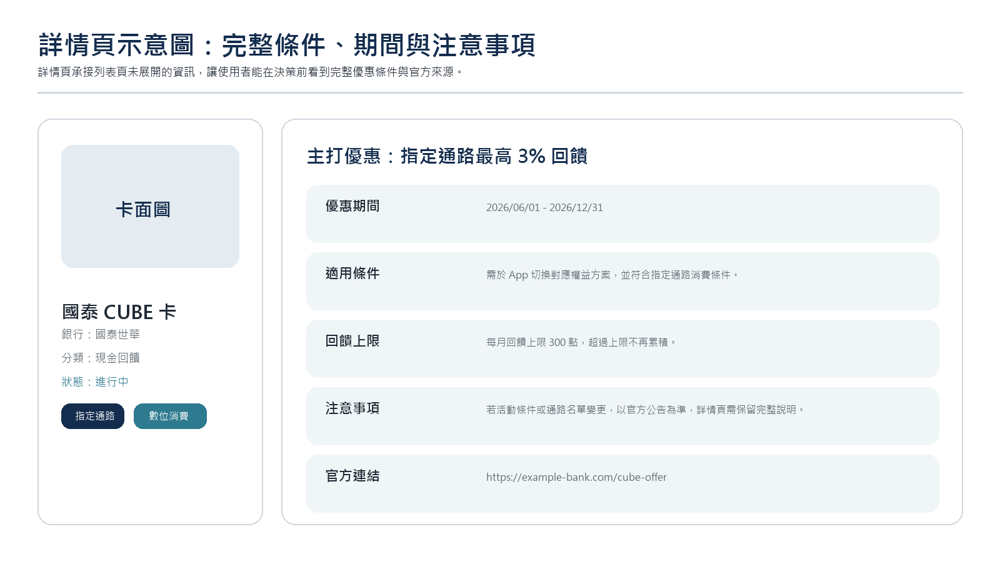 詳情頁示意圖：完整條件、期間與注意事項
詳情頁承接列表頁未展開的資訊，讓使用者能在決策前看到完整優惠條件與官方來源。
卡面圖
國泰 CUBE 卡
銀行：國泰世華
分類：現金回饋
狀態：進行中
指定通路
數位消費
主打優惠：指定通路最高 3% 回饋
優惠期間
2026/06/01 - 2026/12/31
適用條件
需於 App 切換對應權益方案，並符合指定通路消費條件。
回饋上限
每月回饋上限 300 點，超過上限不再累積。
注意事項
若活動條件或通路名單變更，以官方公告為準，詳情頁需保留完整說明。
官方連結
https://example-bank.com/cube-offer